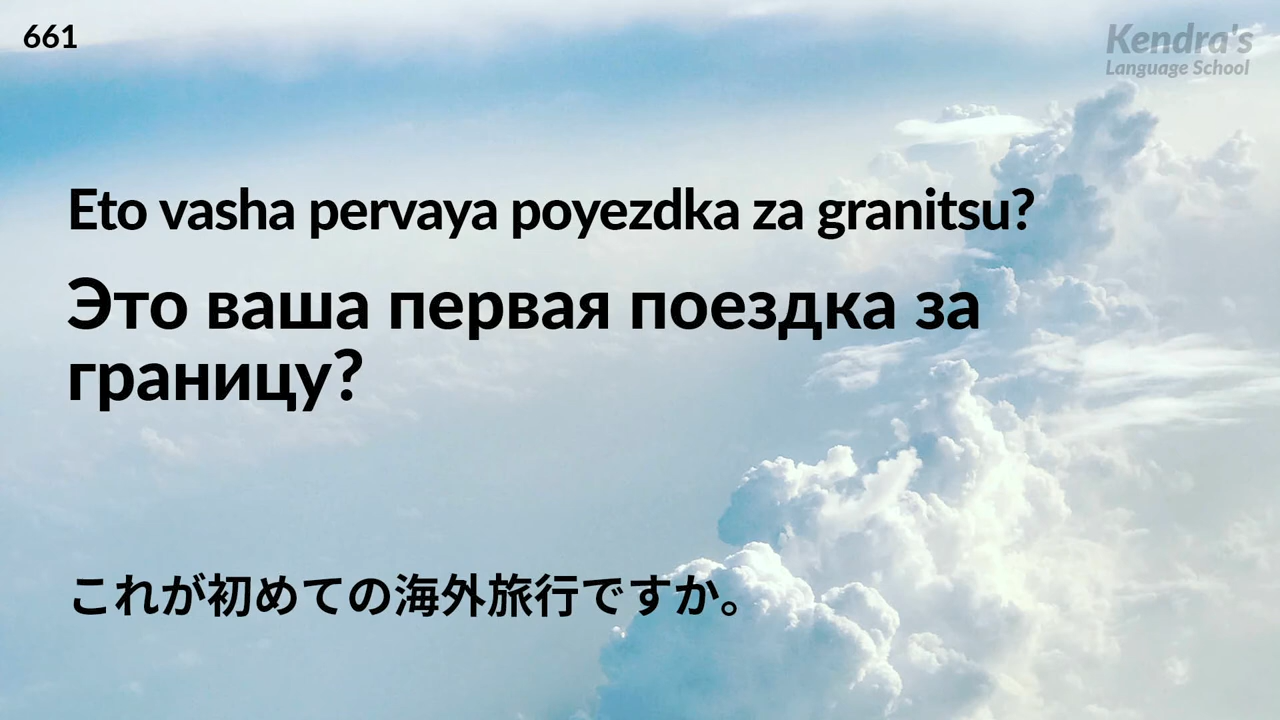 661
Kendra's
Language School
Eto vasha pervaya poyezdka za granitsu?
Это ваша первая поездка за
границу?
これが初めての海外旅行ですか。